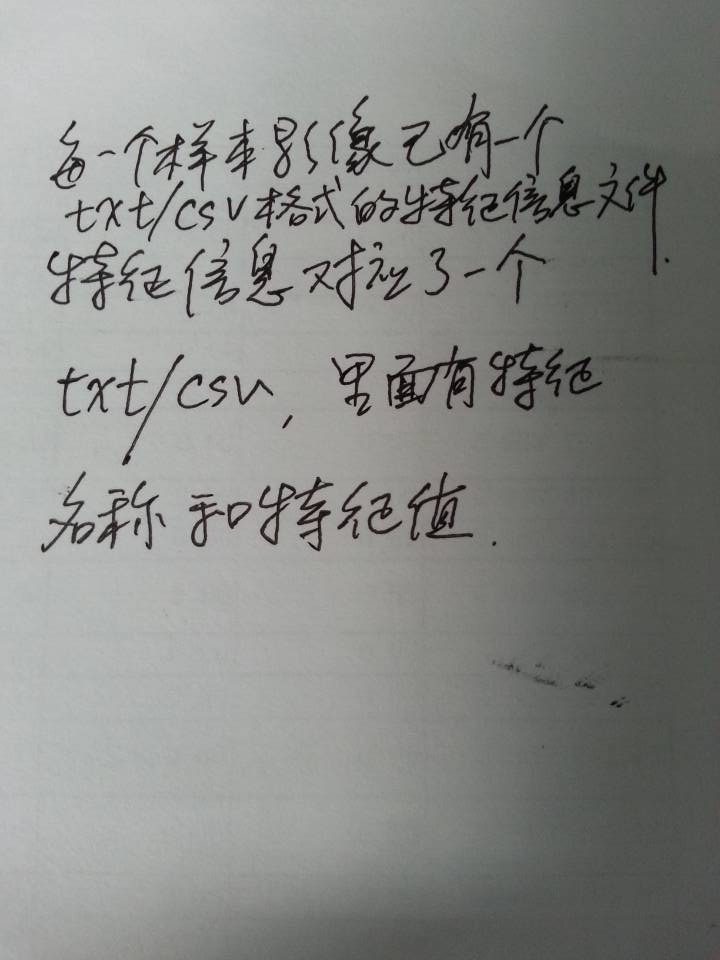 每一个样本影像已有一个
txt/csv格式的特征信息文件.
特征信息对应了一个
txt/csv, 里面有特征
名称和特征值.